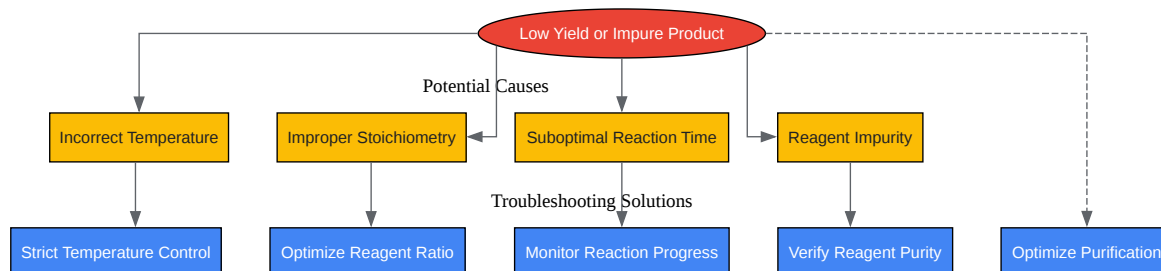 Low Yield or Impure Product
Potential Causes
Incorrect Temperature
Improper Stoichiometry
Suboptimal Reaction Time
Reagent Impurity
Troubleshooting Solutions
Strict Temperature Control
Optimize Reagent Ratio
Monitor Reaction Progress
Verify Reagent Purity
Optimize Purification